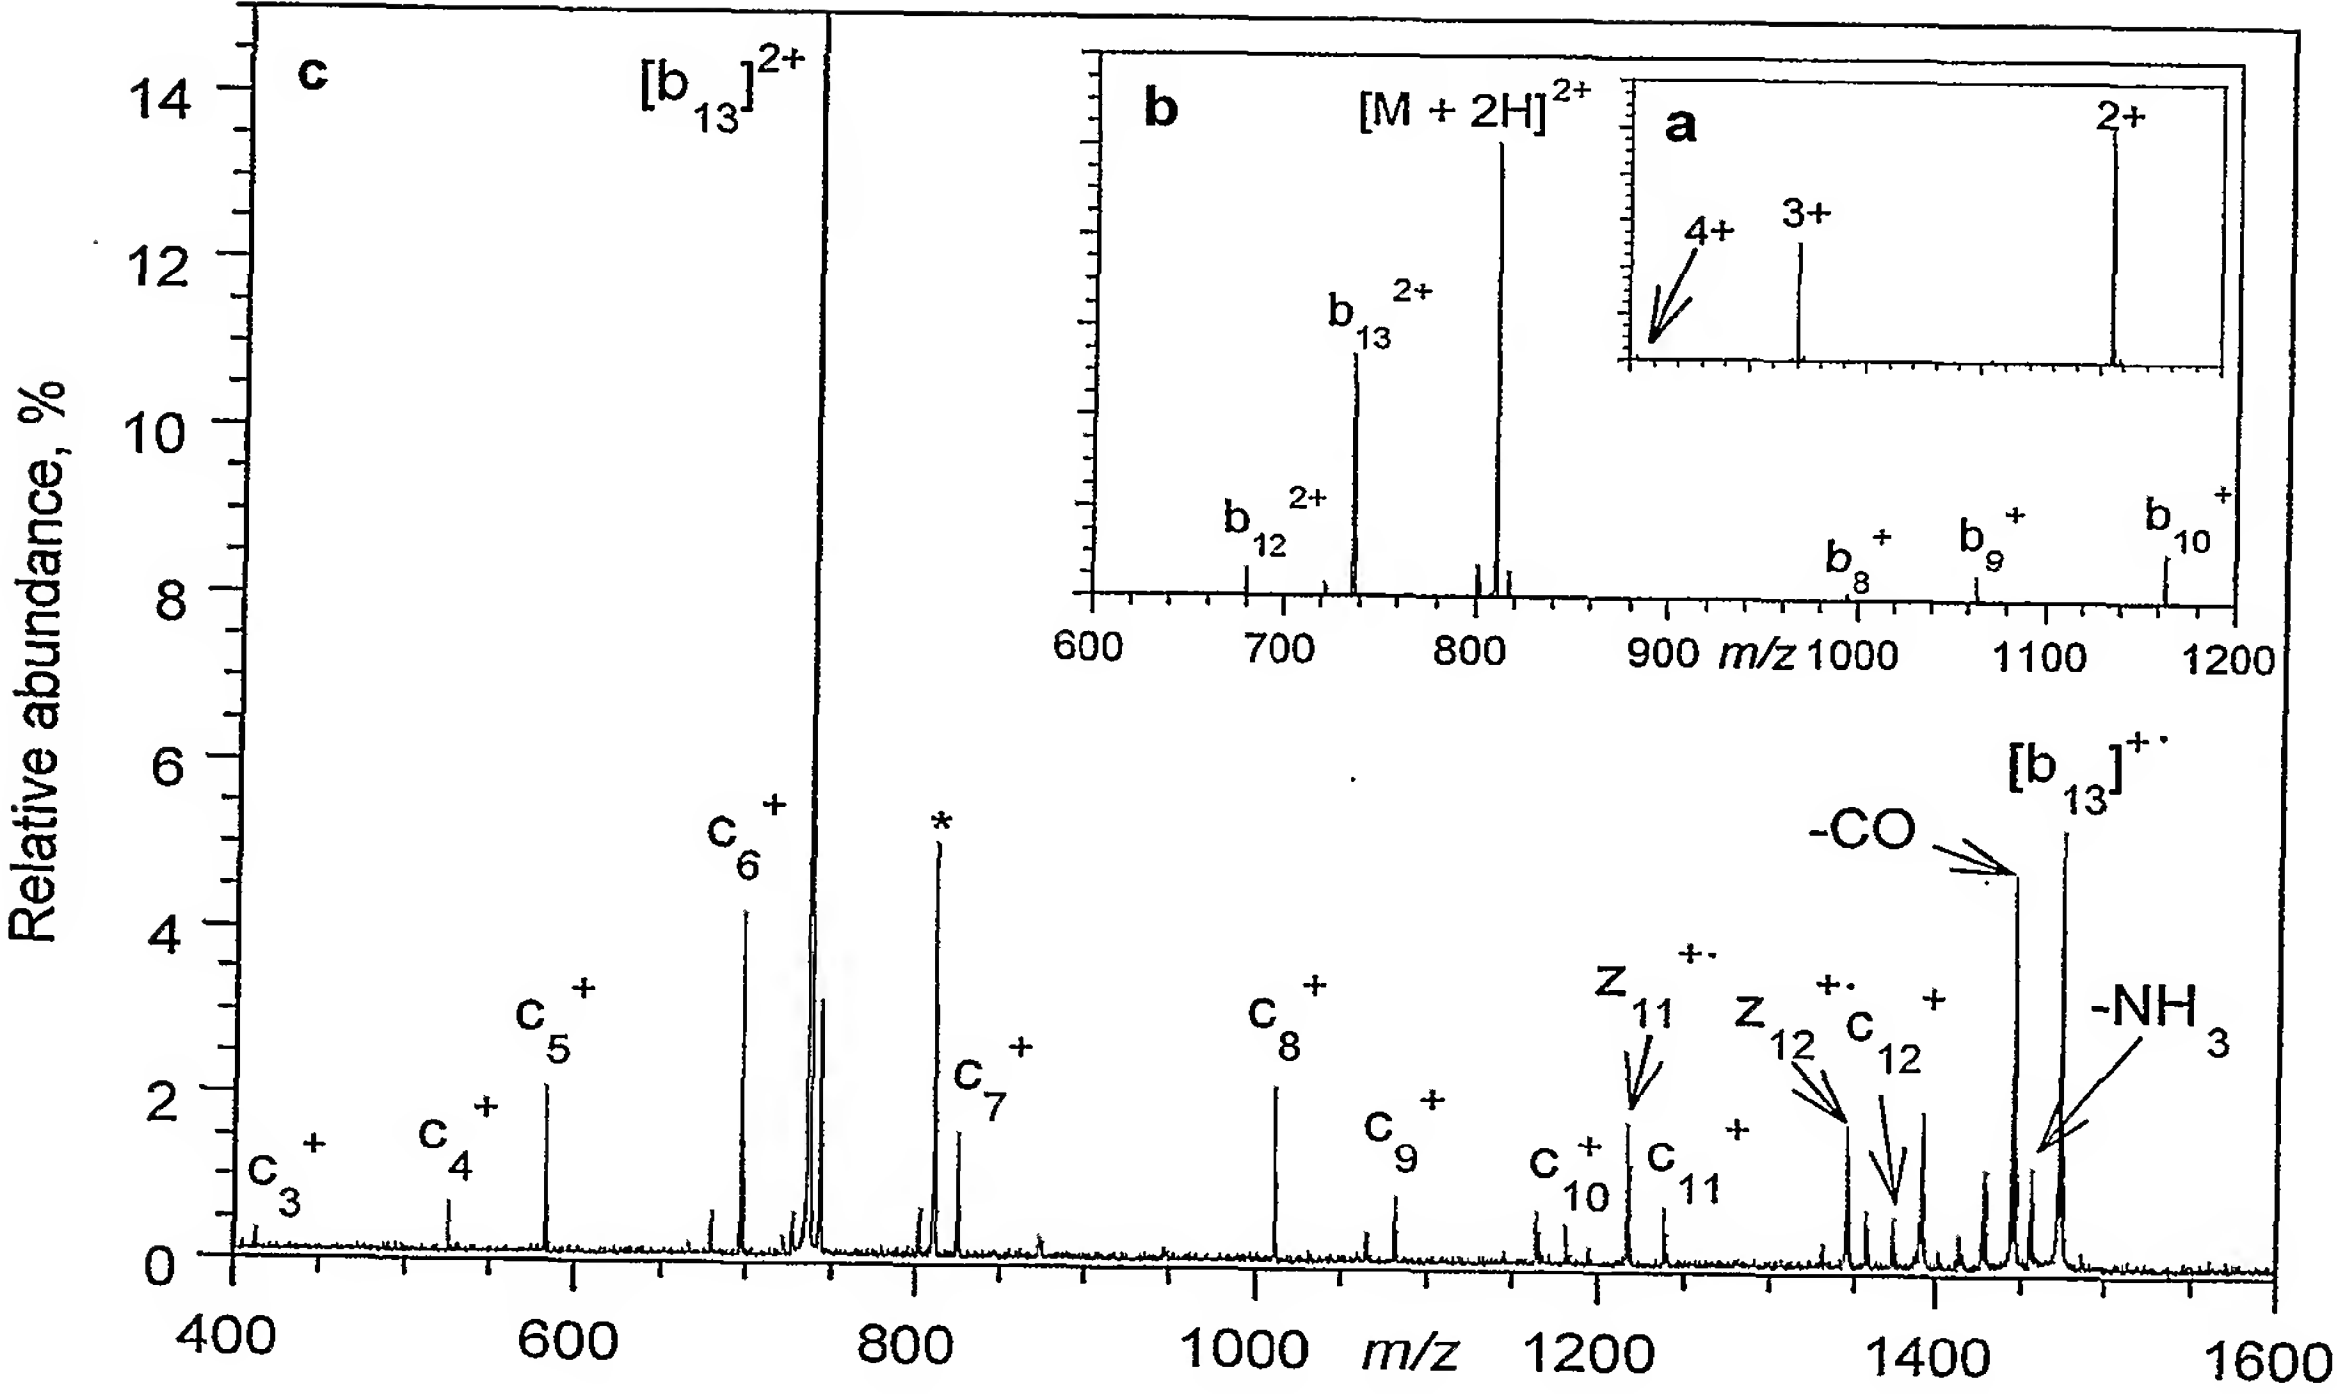 c
[b13]2+
b
[M + 2H]2+
a
2+
3+
4+
b13 2+
b12 2+
b8+
b9+
b10+
600 700 800 900 m/z 1000 1100 1200
Relative abundance, %
14
12
10
8
6
4
2
0
[b13]+·
-CO
-NH3
c6+
*
c5+
c4+
c3+
c7+
c8+
c9+
c10+
z11+·
c11+
z12+·
c12+
400 600 800 1000 m/z 1200 1400 1600